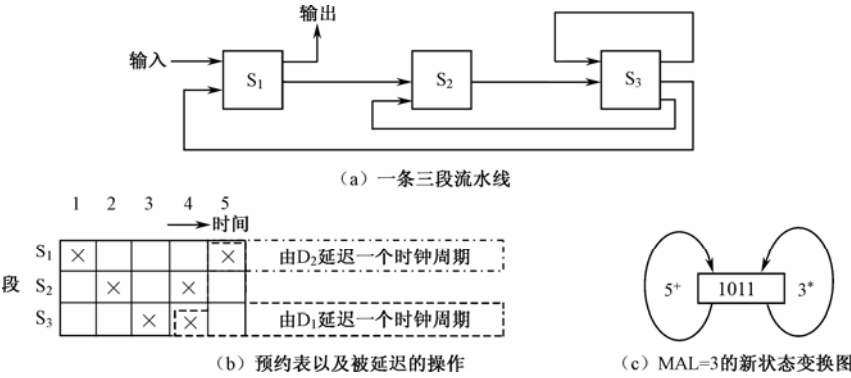 输出
输入
S₁ S₂ S₃
(a) 一条三段流水线
1 2 3 4 5
时间
段
S₁ × × 由D₂延迟一个时钟周期
S₂ × ×
S₃ × × 由D₁延迟一个时钟周期
(b) 预约表以及被延迟的操作
5⁺ 1011 3*
(c) MAL=3的新状态变换图